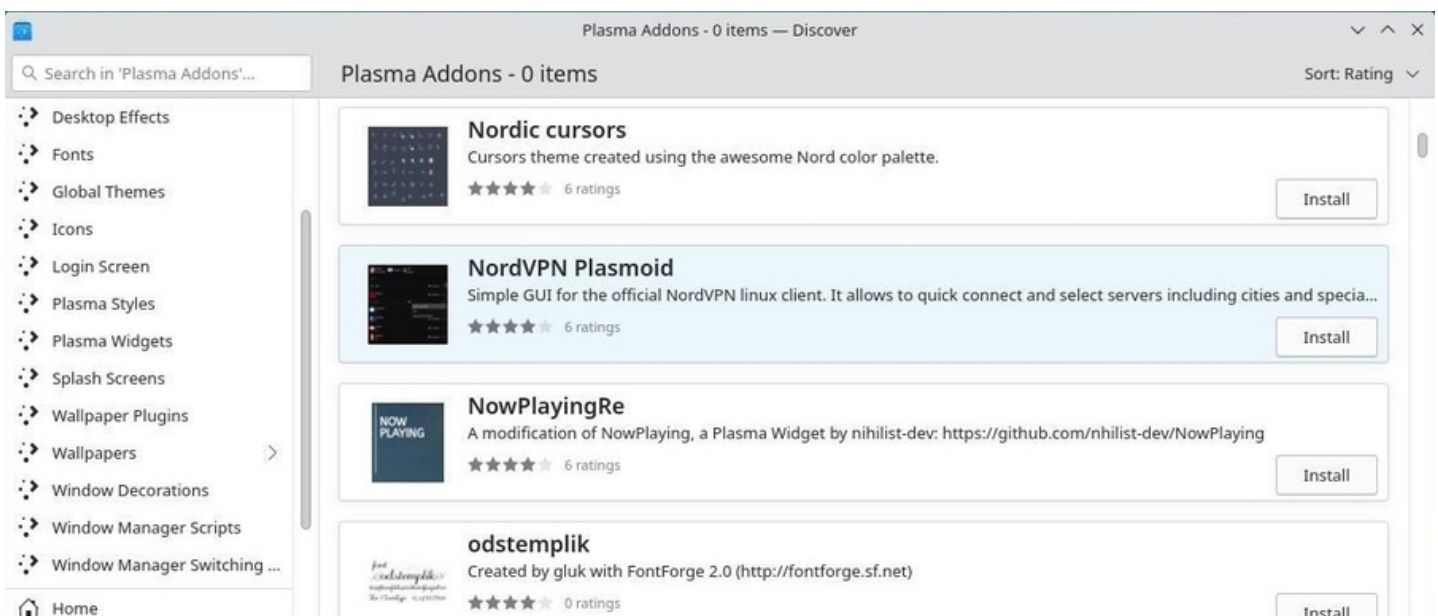 Plasma Addons - 0 items — Discover
Search in 'Plasma Addons'...
Plasma Addons - 0 items
Sort: Rating
Desktop Effects
Fonts
Global Themes
Icons
Login Screen
Plasma Styles
Plasma Widgets
Splash Screens
Wallpaper Plugins
Wallpapers
Window Decorations
Window Manager Scripts
Window Manager Switching ...
Home
Nordic cursors
Cursors theme created using the awesome Nord color palette.
6 ratings
Install
NordVPN Plasmoid
Simple GUI for the official NordVPN linux client. It allows to quick connect and select servers including cities and specia...
6 ratings
Install
NOW
PLAYING
NowPlayingRe
A modification of NowPlaying, a Plasma Widget by nihilist-dev: https://github.com/nhilist-dev/NowPlaying
6 ratings
Install
font
odstemplik
odstemplik
Created by gluk with FontForge 2.0 (http://fontforge.sf.net)
0 ratings
Install